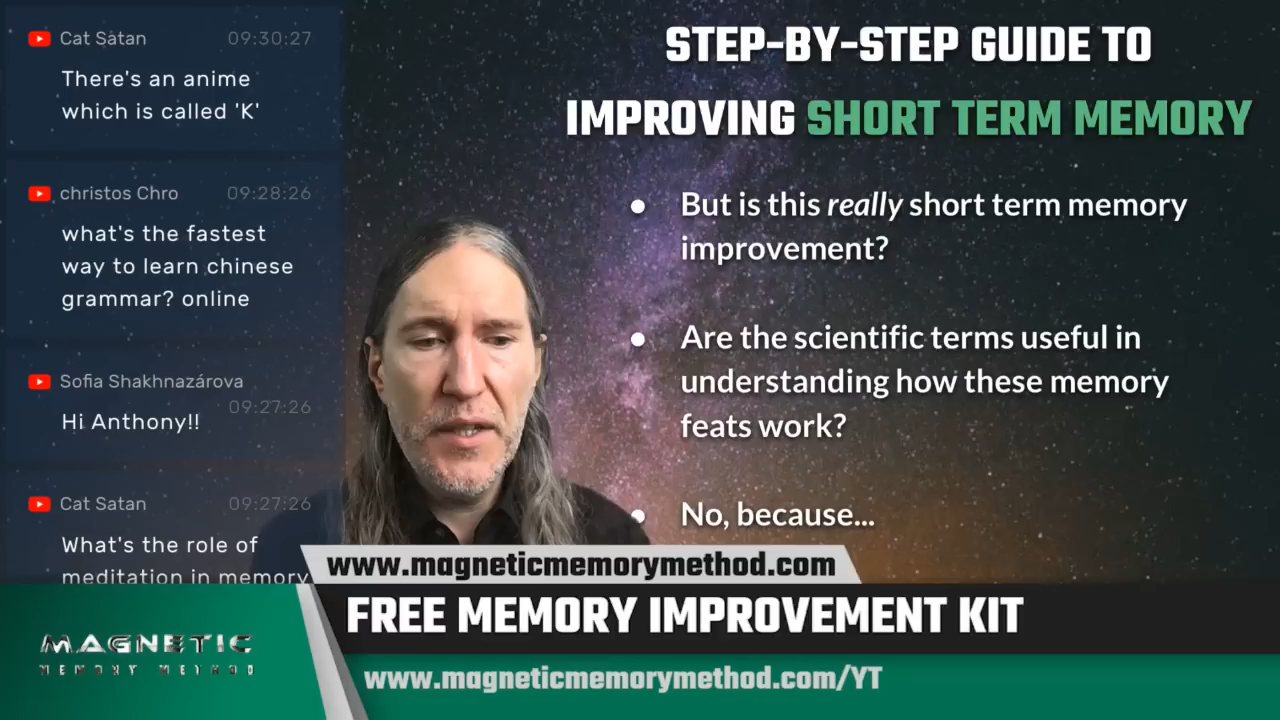 Cat Satan 09:30:27
There's an anime
which is called 'K'
christos Chro 09:28:26
what's the fastest
way to learn chinese
grammar? online
Sofia Shakhnazárova
09:27:26
Hi Anthony!!
Cat Satan 09:27:26
What's the role of
meditation in memory
STEP-BY-STEP GUIDE TO
IMPROVING SHORT TERM MEMORY
• But is this really short term memory
improvement?
• Are the scientific terms useful in
understanding how these memory
feats work?
• No, because...
www.magneticmemorymethod.com
FREE MEMORY IMPROVEMENT KIT
www.magneticmemorymethod.com/YT
MAGNETIC
MEMORY METHOD